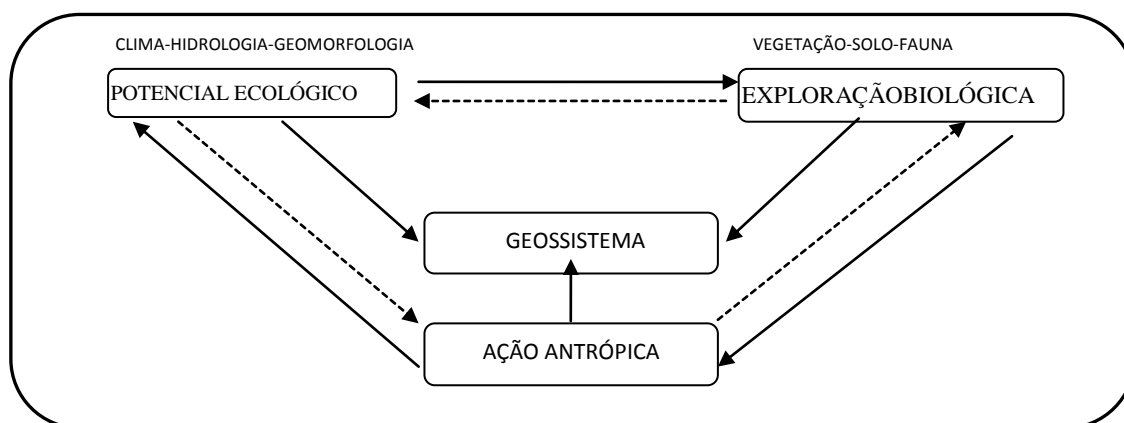 CLIMA-HIDROLOGIA-GEOMORFOLOGIA
VEGETAÇÃO-SOLO-FAUNA
POTENCIAL ECOLÓGICO
EXPLORAÇÃOBIOLÓGICA
GEOSSISTEMA
AÇÃO ANTRÓPICA